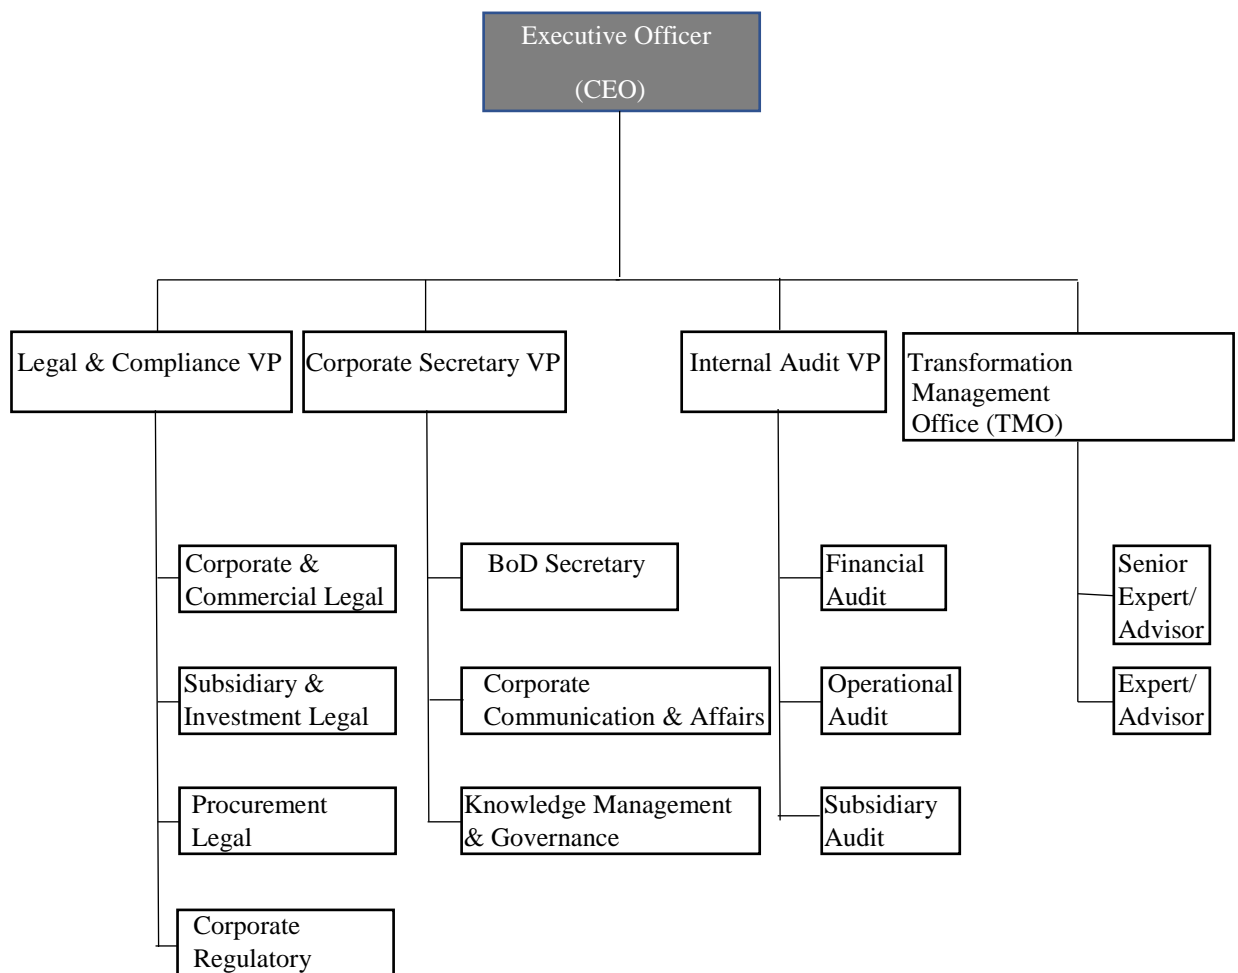 Executive Officer
(CEO)
Legal & Compliance VP
Corporate Secretary VP
Internal Audit VP
Transformation
Management
Office (TMO)
Corporate &
Commercial Legal
Subsidiary &
Investment Legal
Procurement
Legal
Corporate
Regulatory
BoD Secretary
Corporate
Communication & Affairs
Knowledge Management
& Governance
Financial
Audit
Operational
Audit
Subsidiary
Audit
Senior
Expert/
Advisor
Expert/
Advisor